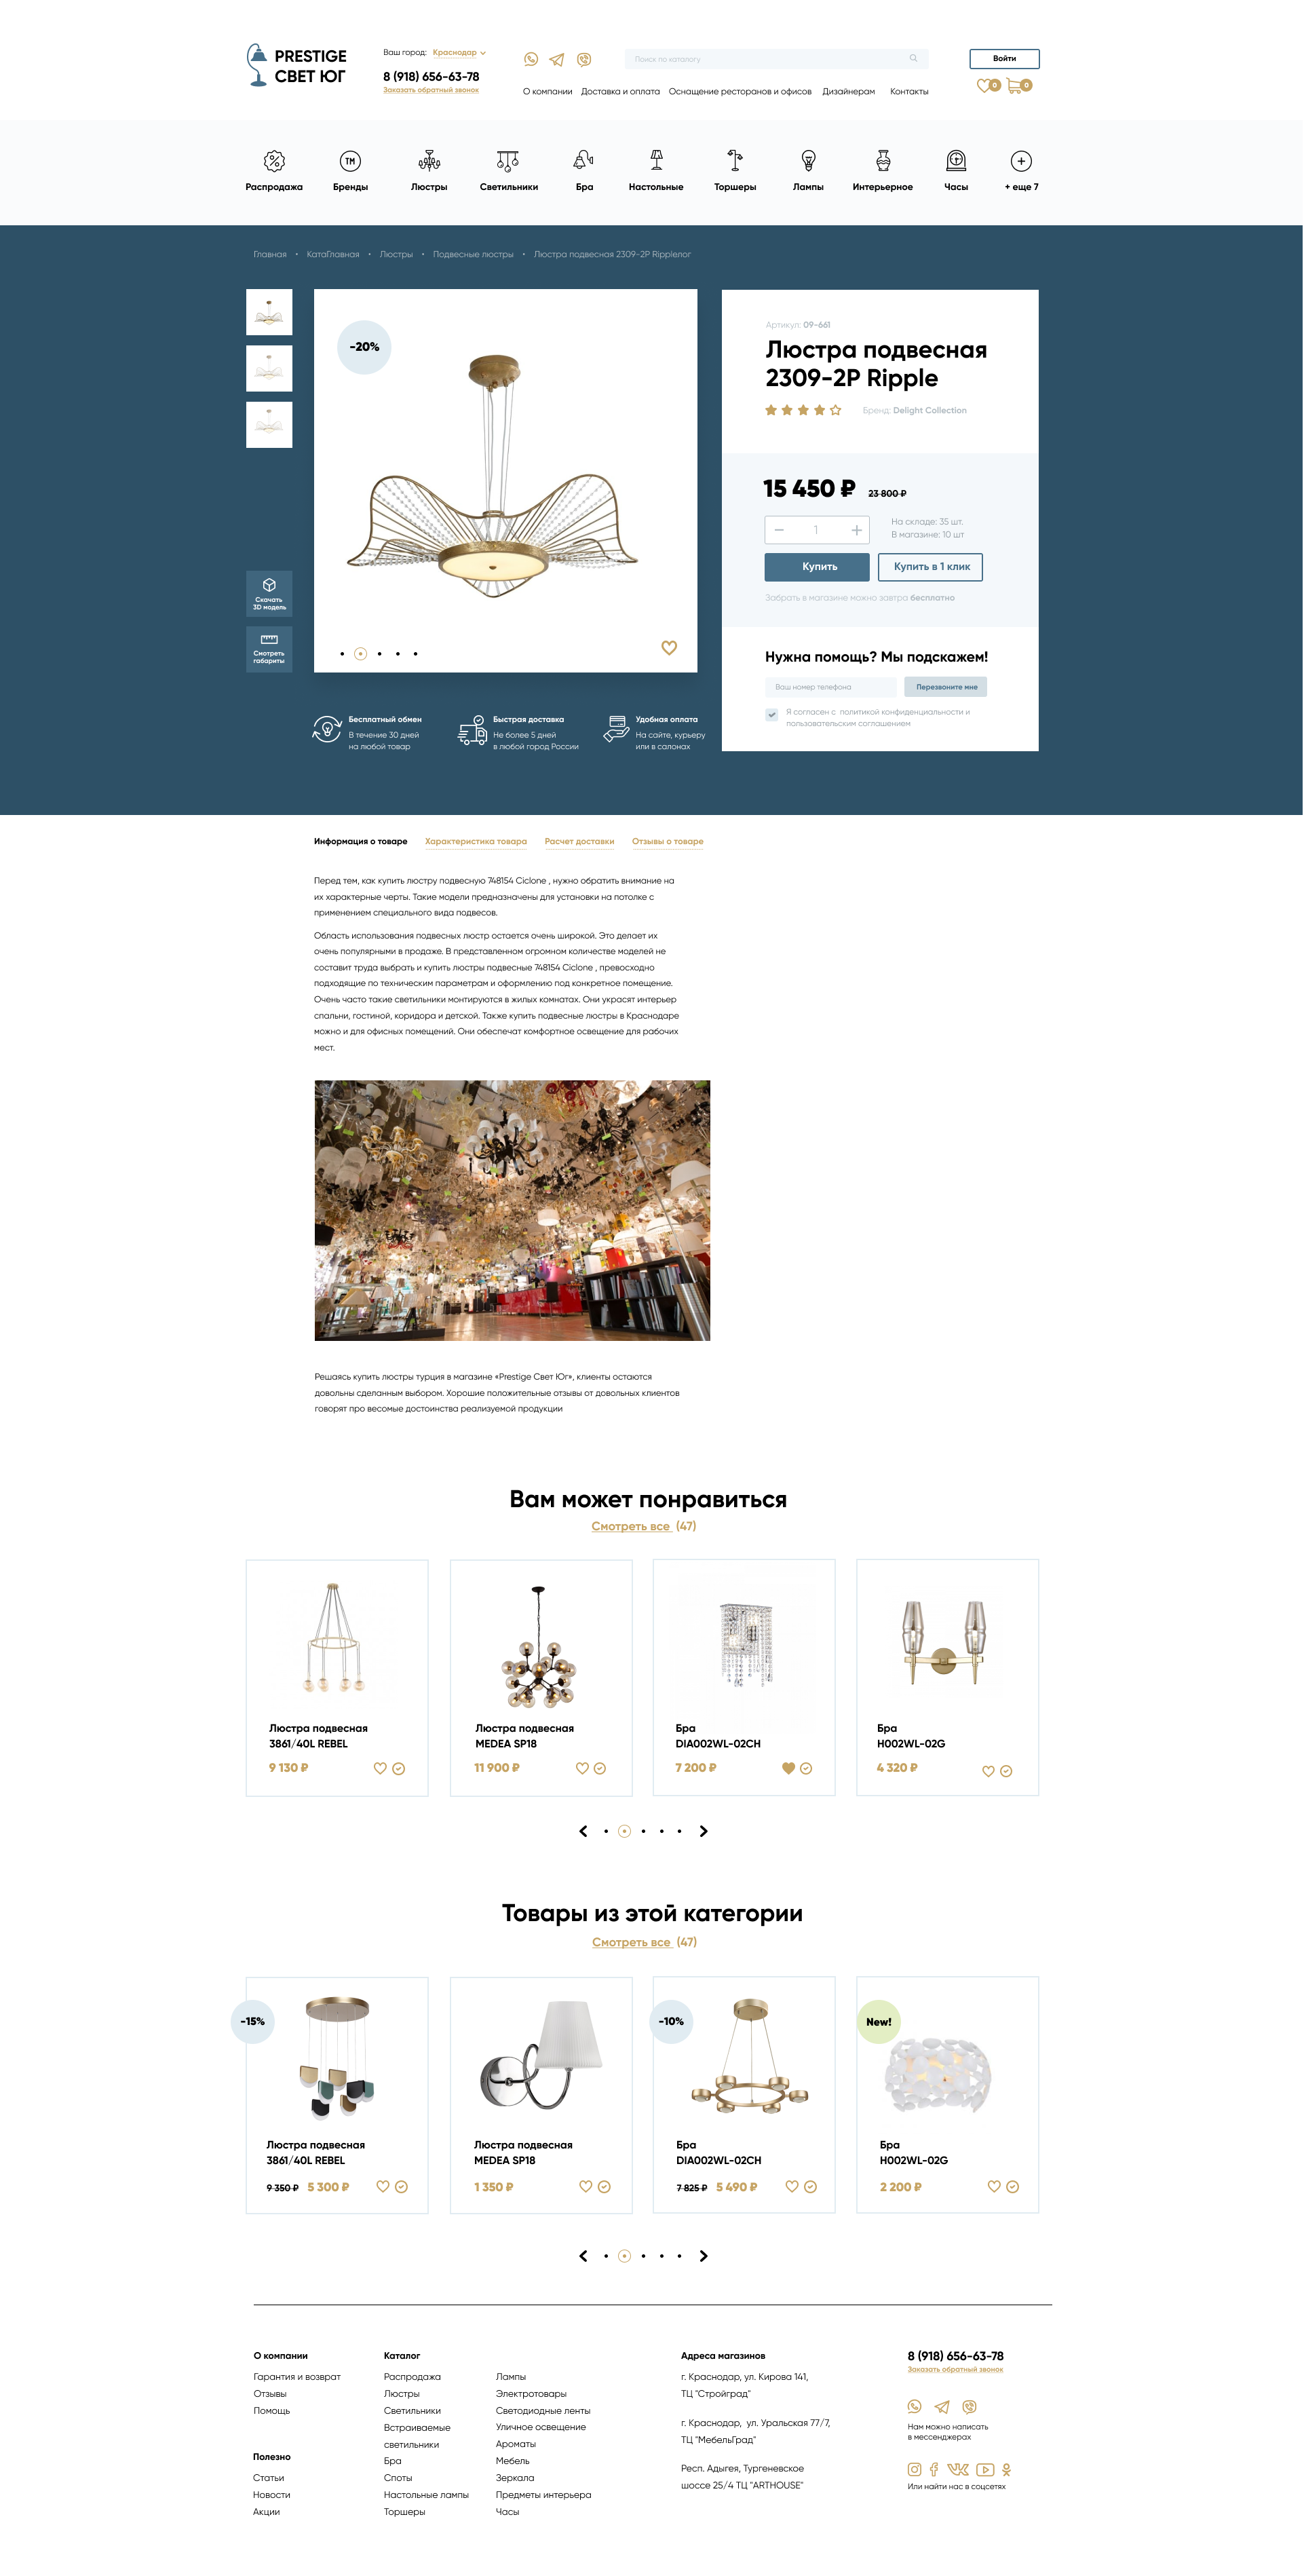 PRESTIGE
СВЕТ ЮГ
Ваш город: Краснодар
8 (918) 656-63-78
Заказать обратный звонок
Поиск по каталогу
Войти
0
0
О компании Доставка и оплата Оснащение ресторанов и офисов Дизайнерам Контакты
TM
Распродажа Бренды Люстры Светильники Бра Настольные Торшеры Лампы Интерьерное Часы + еще 7
Главная • КатаГлавная • Люстры • Подвесные люстры • Люстра подвесная 2309-2P Rippleлог
-20%
Скачать
3D модель
Смотреть
габариты
Артикул: 09-661
Люстра подвесная
2309-2P Ripple
Бренд: Delight Collection
15 450 ₽ 23 800 ₽
1
На складе: 35 шт.
В магазине: 10 шт
Купить
Купить в 1 клик
Забрать в магазине можно завтра бесплатно
Нужна помощь? Мы подскажем!
Ваш номер телефона
Перезвоните мне
Я согласен с политикой конфиденциальности и
пользовательским соглашением
Бесплатный обмен
В течение 30 дней
на любой товар
Быстрая доставка
Не более 5 дней
в любой город России
Удобная оплата
На сайте, курьеру
или в салонах
Информация о товаре Характеристика товара Расчет доставки Отзывы о товаре
Перед тем, как купить люстру подвесную 748154 Ciclone , нужно обратить внимание на
их характерные черты. Такие модели предназначены для установки на потолке с
применением специального вида подвесов.
Область использования подвесных люстр остается очень широкой. Это делает их
очень популярными в продаже. В представленном огромном количестве моделей не
составит труда выбрать и купить люстры подвесные 748154 Ciclone , превосходно
подходящие по техническим параметрам и оформлению под конкретное помещение.
Очень часто такие светильники монтируются в жилых комнатах. Они украсят интерьер
спальни, гостиной, коридора и детской. Также купить подвесные люстры в Краснодаре
можно и для офисных помещений. Они обеспечат комфортное освещение для рабочих
мест.
Решаясь купить люстры турция в магазине «Prestige Свет Юг», клиенты остаются
довольны сделанным выбором. Хорошие положительные отзывы от довольных клиентов
говорят про весомые достоинства реализуемой продукции
Вам может понравиться
Смотреть все (47)
Люстра подвесная
3861/40L REBEL
9 130 ₽
Люстра подвесная
MEDEA SP18
11 900 ₽
Бра
DIA002WL-02CH
7 200 ₽
Бра
H002WL-02G
4 320 ₽
Товары из этой категории
Смотреть все (47)
-15%
Люстра подвесная
3861/40L REBEL
9 350 ₽ 5 300 ₽
Люстра подвесная
MEDEA SP18
1 350 ₽
-10%
Бра
DIA002WL-02CH
7 825 ₽ 5 490 ₽
New!
Бра
H002WL-02G
2 200 ₽
О компании
Гарантия и возврат
Отзывы
Помощь
Полезно
Статьи
Новости
Акции
Каталог
Распродажа
Люстры
Светильники
Встраиваемые
светильники
Бра
Споты
Настольные лампы
Торшеры
Лампы
Электротовары
Светодиодные ленты
Уличное освещение
Ароматы
Мебель
Зеркала
Предметы интерьера
Часы
Адреса магазинов
г. Краснодар, ул. Кирова 141,
ТЦ "Стройград"
г. Краснодар, ул. Уральская 77/7,
ТЦ "МебельГрад"
Респ. Адыгея, Тургеневское
шоссе 25/4 ТЦ "ARTHOUSE"
8 (918) 656-63-78
Заказать обратный звонок
Нам можно написать
в мессенджерах
Или найти нас в соцсетях